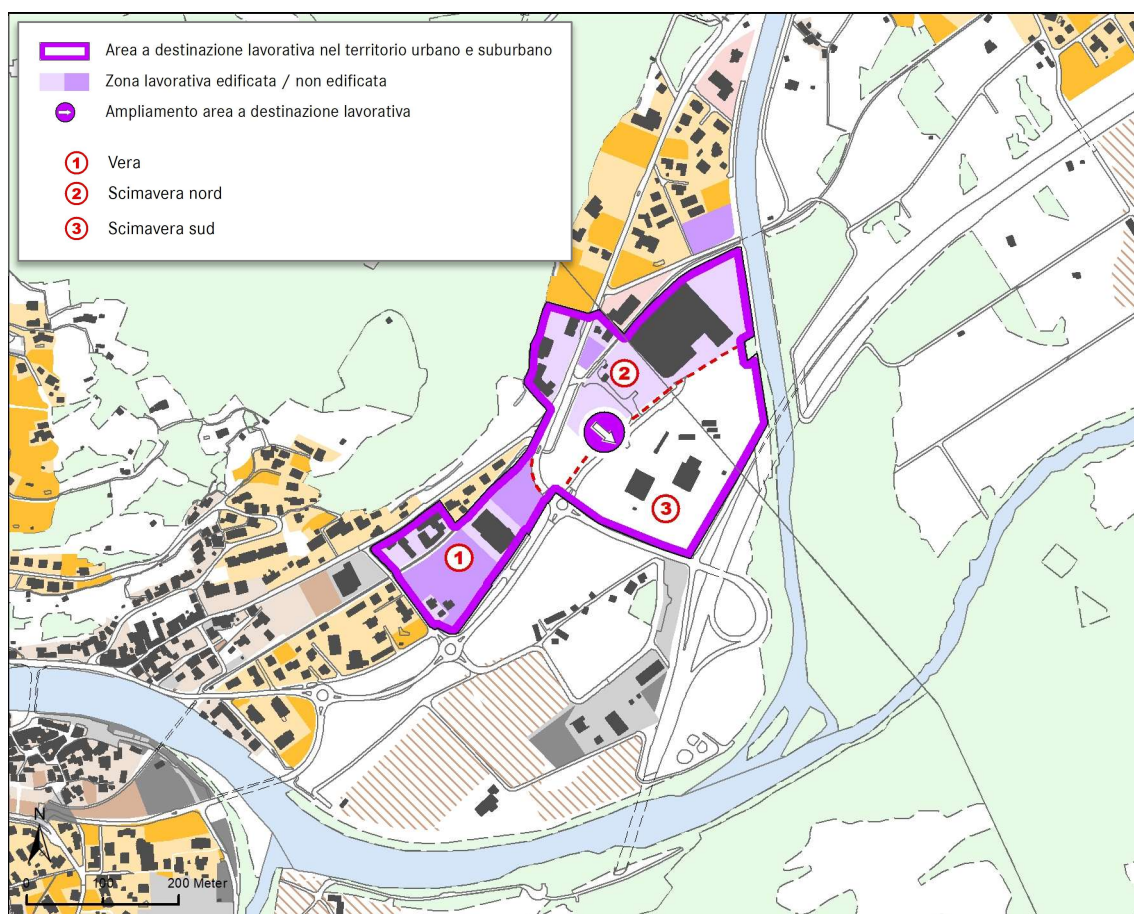 Area a destinazione lavorativa nel territorio urbano e suburbano
Zona lavorativa edificata / non edificata
Ampliamento area a destinazione lavorativa
1 Vera
2 Scimavera nord
3 Scimavera sud
2
3
1
N
0 100 200 Meter